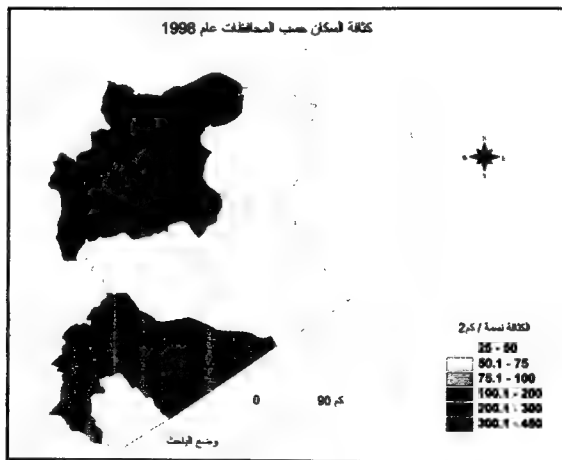 كثافة السكان حسب المحافظات عام 1998
الكثافة نسمة / كم2
25 - 50
50.1 - 75
75.1 - 100
100.1 - 200
200.1 - 300
300.1 - 450
0 90 كم
وضع الباحث